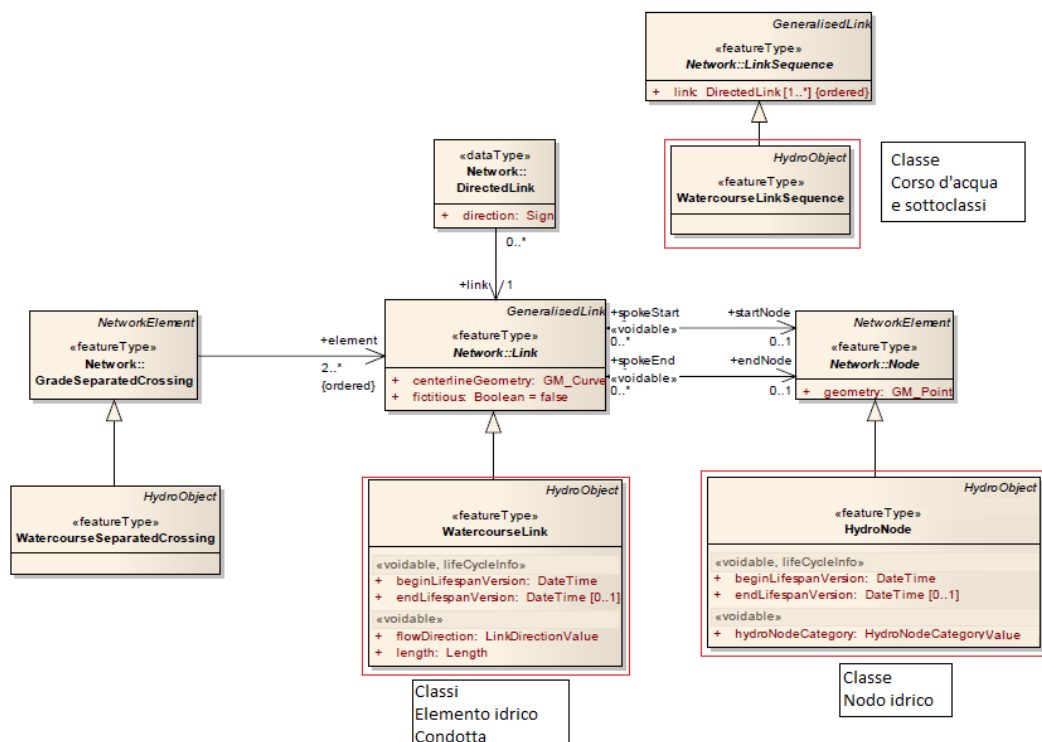 GeneralisedLink
«featureType»
Network::LinkSequence
+ link: DirectedLink [1..*] {ordered}
HydroObject
«featureType»
WatercourseLinkSequence
Classe
Corso d'acqua
e sottoclassi
«dataType»
Network::
DirectedLink
+ direction: Sign
0..*
+link
1
NetworkElement
«featureType»
Network::
GradeSeparatedCrossing
+element
2..*
{ordered}
GeneralisedLink
«featureType»
Network::Link
+ centerlineGeometry: GM_Curve
+ fictitious: Boolean = false
+spokeStart
«voidable»
0..*
+startNode
0..1
+spokeEnd
«voidable»
0..*
+endNode
0..1
NetworkElement
«featureType»
Network::Node
+ geometry: GM_Point
HydroObject
«featureType»
WatercourseSeparatedCrossing
HydroObject
«featureType»
WatercourseLink
«voidable, lifeCycleInfo»
+ beginLifespanVersion: DateTime
+ endLifespanVersion: DateTime [0..1]
«voidable»
+ flowDirection: LinkDirectionValue
+ length: Length
HydroObject
«featureType»
HydroNode
«voidable, lifeCycleInfo»
+ beginLifespanVersion: DateTime
+ endLifespanVersion: DateTime [0..1]
«voidable»
+ hydroNodeCategory: HydroNodeCategoryValue
Classi
Elemento idrico
Condotta
Classe
Nodo idrico